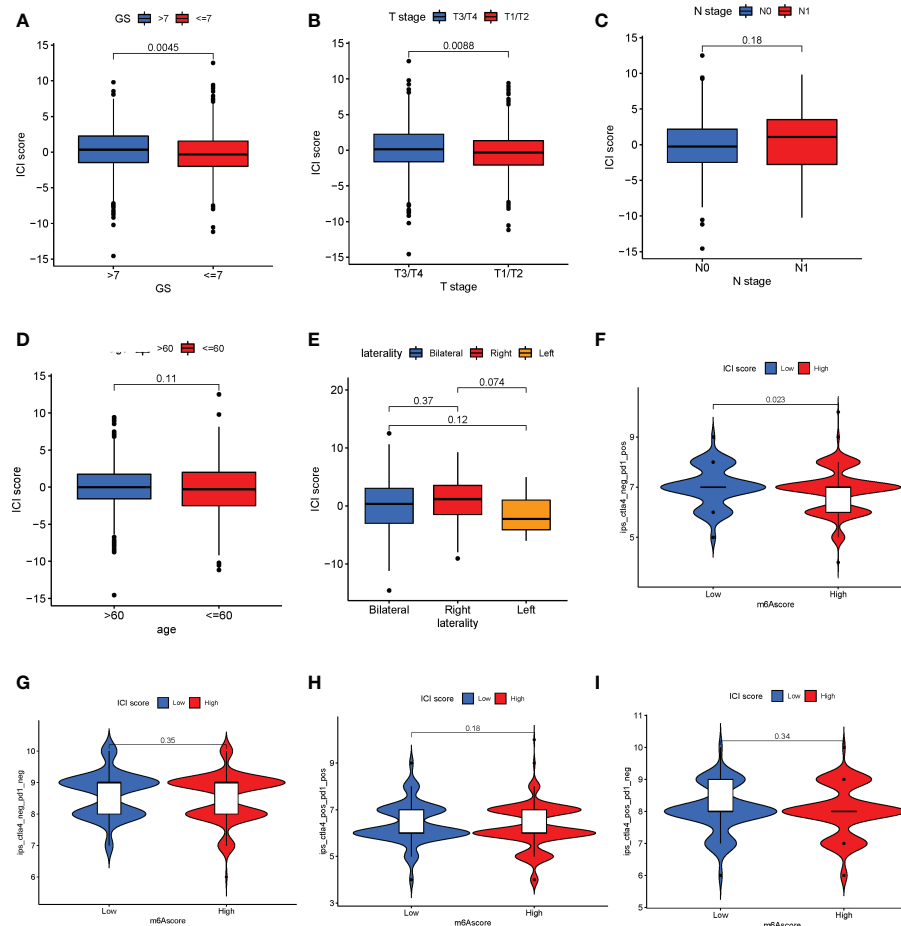 A
GS >7 <=7
0.0045
ICI score
15
10
5
0
−5
−10
−15
>7 <=7
GS
B
T stage T3/T4 T1/T2
0.0088
ICI score
15
10
5
0
−5
−10
−15
T3/T4 T1/T2
T stage
C
N stage N0 N1
0.18
ICI score
15
10
5
0
−5
−10
−15
N0 N1
N stage
D
>60 <=60
0.11
ICI score
15
10
5
0
−5
−10
−15
>60 <=60
age
E
laterality Bilateral Right Left
0.074
0.37
0.12
ICI score
20
10
0
−10
Bilateral Right Left
laterality
F
ICI score Low High
0.023
ips_ctla4_neg_pd1_pos
9
7
5
Low High
m6Ascore
G
ICI score Low High
0.35
ips_ctla4_neg_pd1_neg
10
9
8
7
6
Low High
m6Ascore
H
ICI score Low High
0.18
ips_ctla4_pos_pd1_pos
9
7
5
3
Low High
m6Ascore
I
ICI score Low High
0.34
ips_ctla4_pos_pd1_neg
11
10
9
8
7
6
5
Low High
m6Ascore